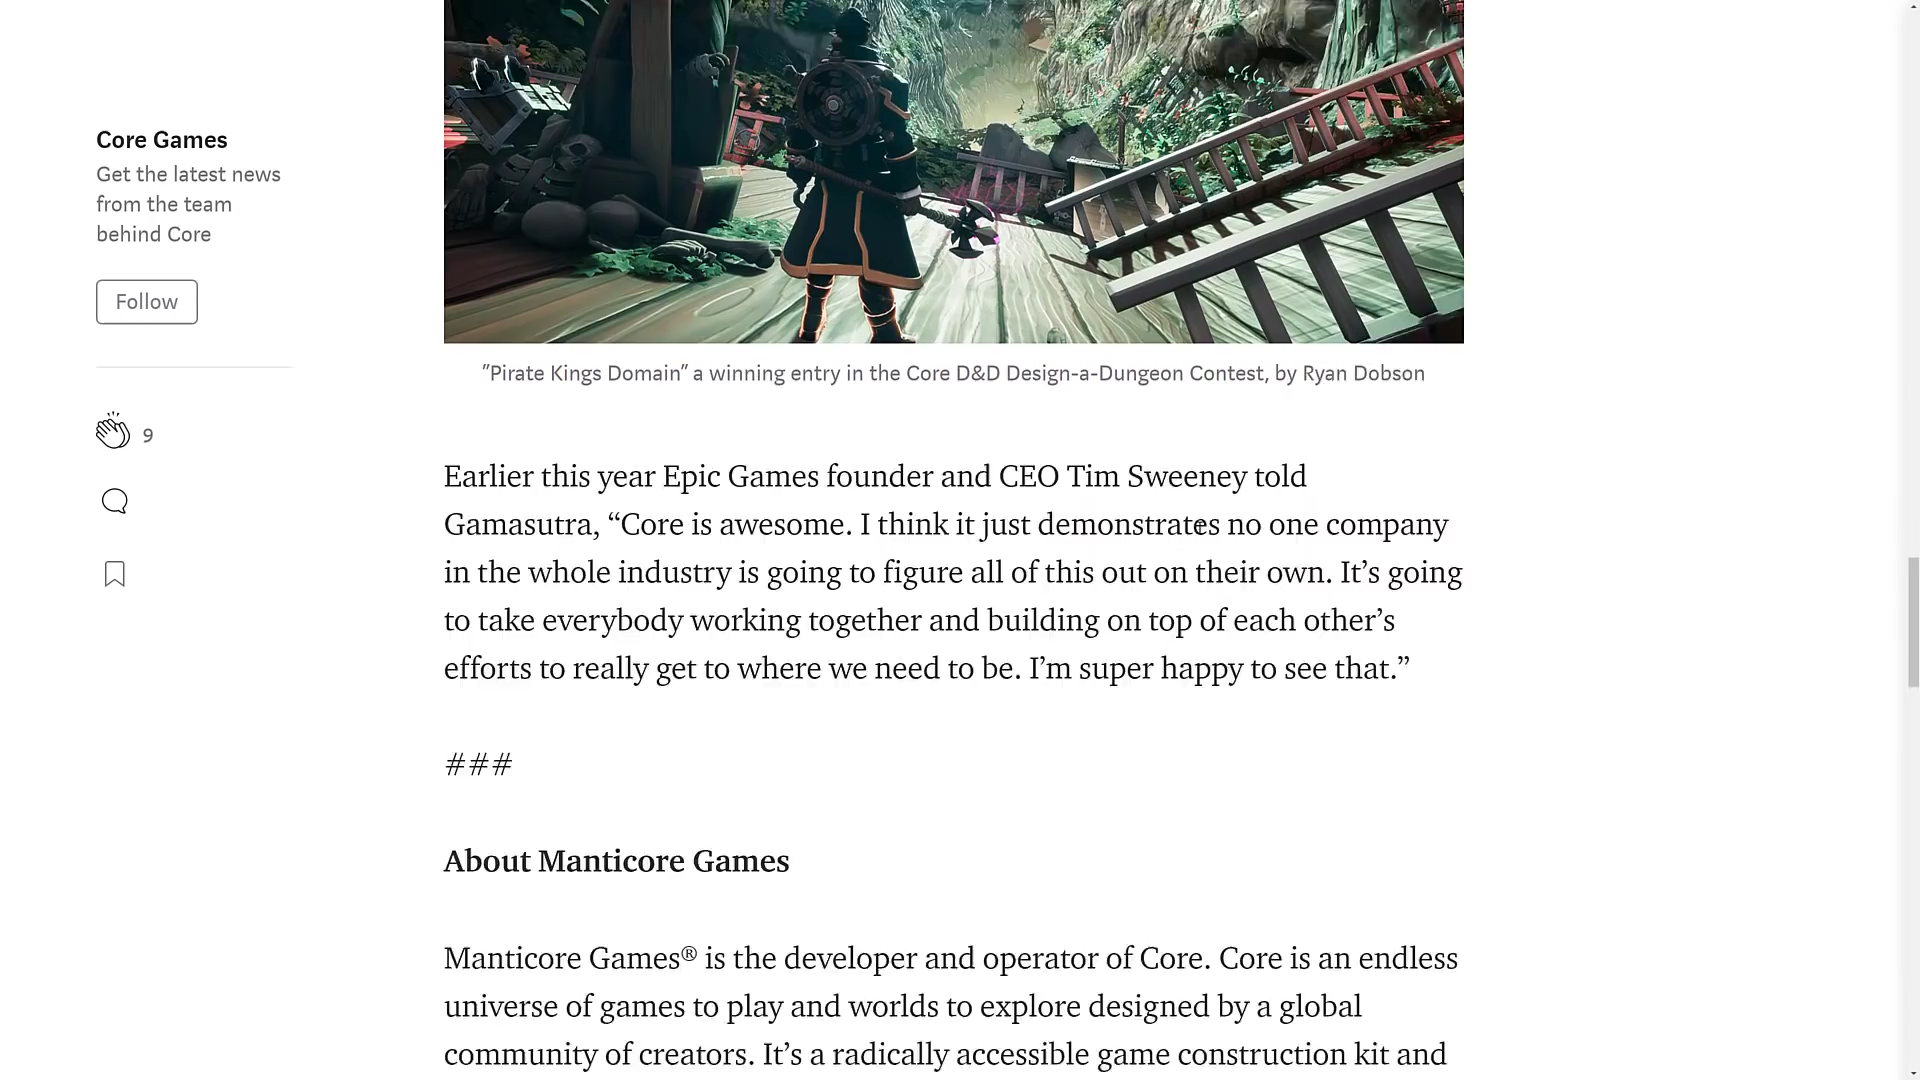 Core Games
Get the latest news
from the team
behind Core
Follow
9
"Pirate Kings Domain" a winning entry in the Core D&D Design-a-Dungeon Contest, by Ryan Dobson
Earlier this year Epic Games founder and CEO Tim Sweeney told
Gamasutra, “Core is awesome. I think it just demonstrates no one company
in the whole industry is going to figure all of this out on their own. It’s going
to take everybody working together and building on top of each other’s
efforts to really get to where we need to be. I’m super happy to see that.”
###
About Manticore Games
Manticore Games® is the developer and operator of Core. Core is an endless
universe of games to play and worlds to explore designed by a global
community of creators. It’s a radically accessible game construction kit and